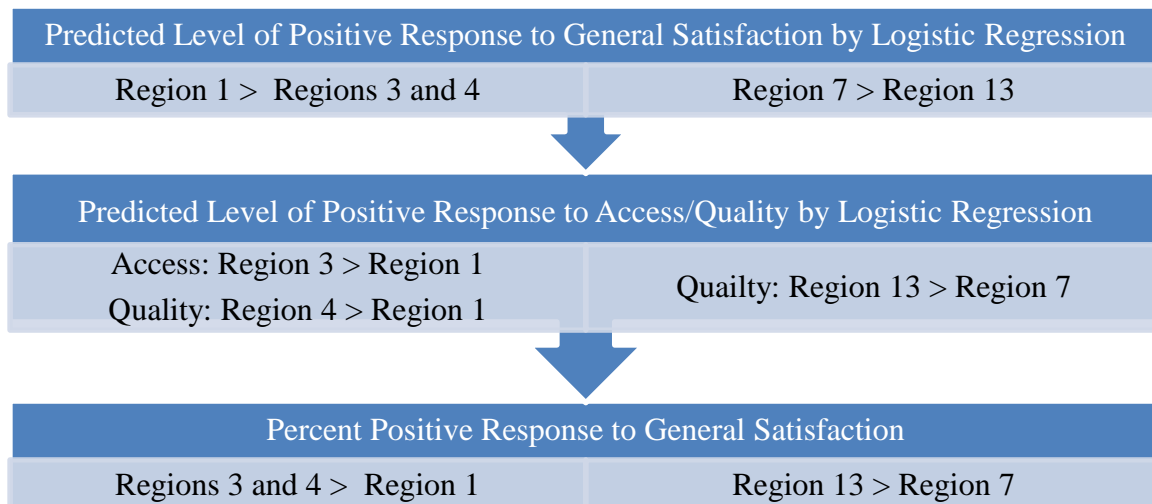 Predicted Level of Positive Response to General Satisfaction by Logistic Regression
Region 1 > Regions 3 and 4
Region 7 > Region 13
Predicted Level of Positive Response to Access/Quality by Logistic Regression
Access: Region 3 > Region 1
Quality: Region 4 > Region 1
Quailty: Region 13 > Region 7
Percent Positive Response to General Satisfaction
Regions 3 and 4 > Region 1
Region 13 > Region 7